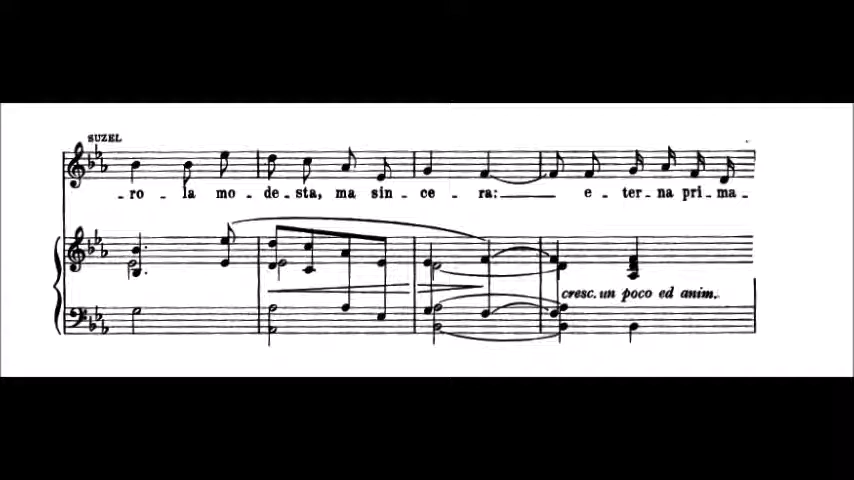 SUZEL
- ro - la mo - de - sta, ma sin - ce - ra: e - ter - na pri - ma -
cresc. un poco ed anim.